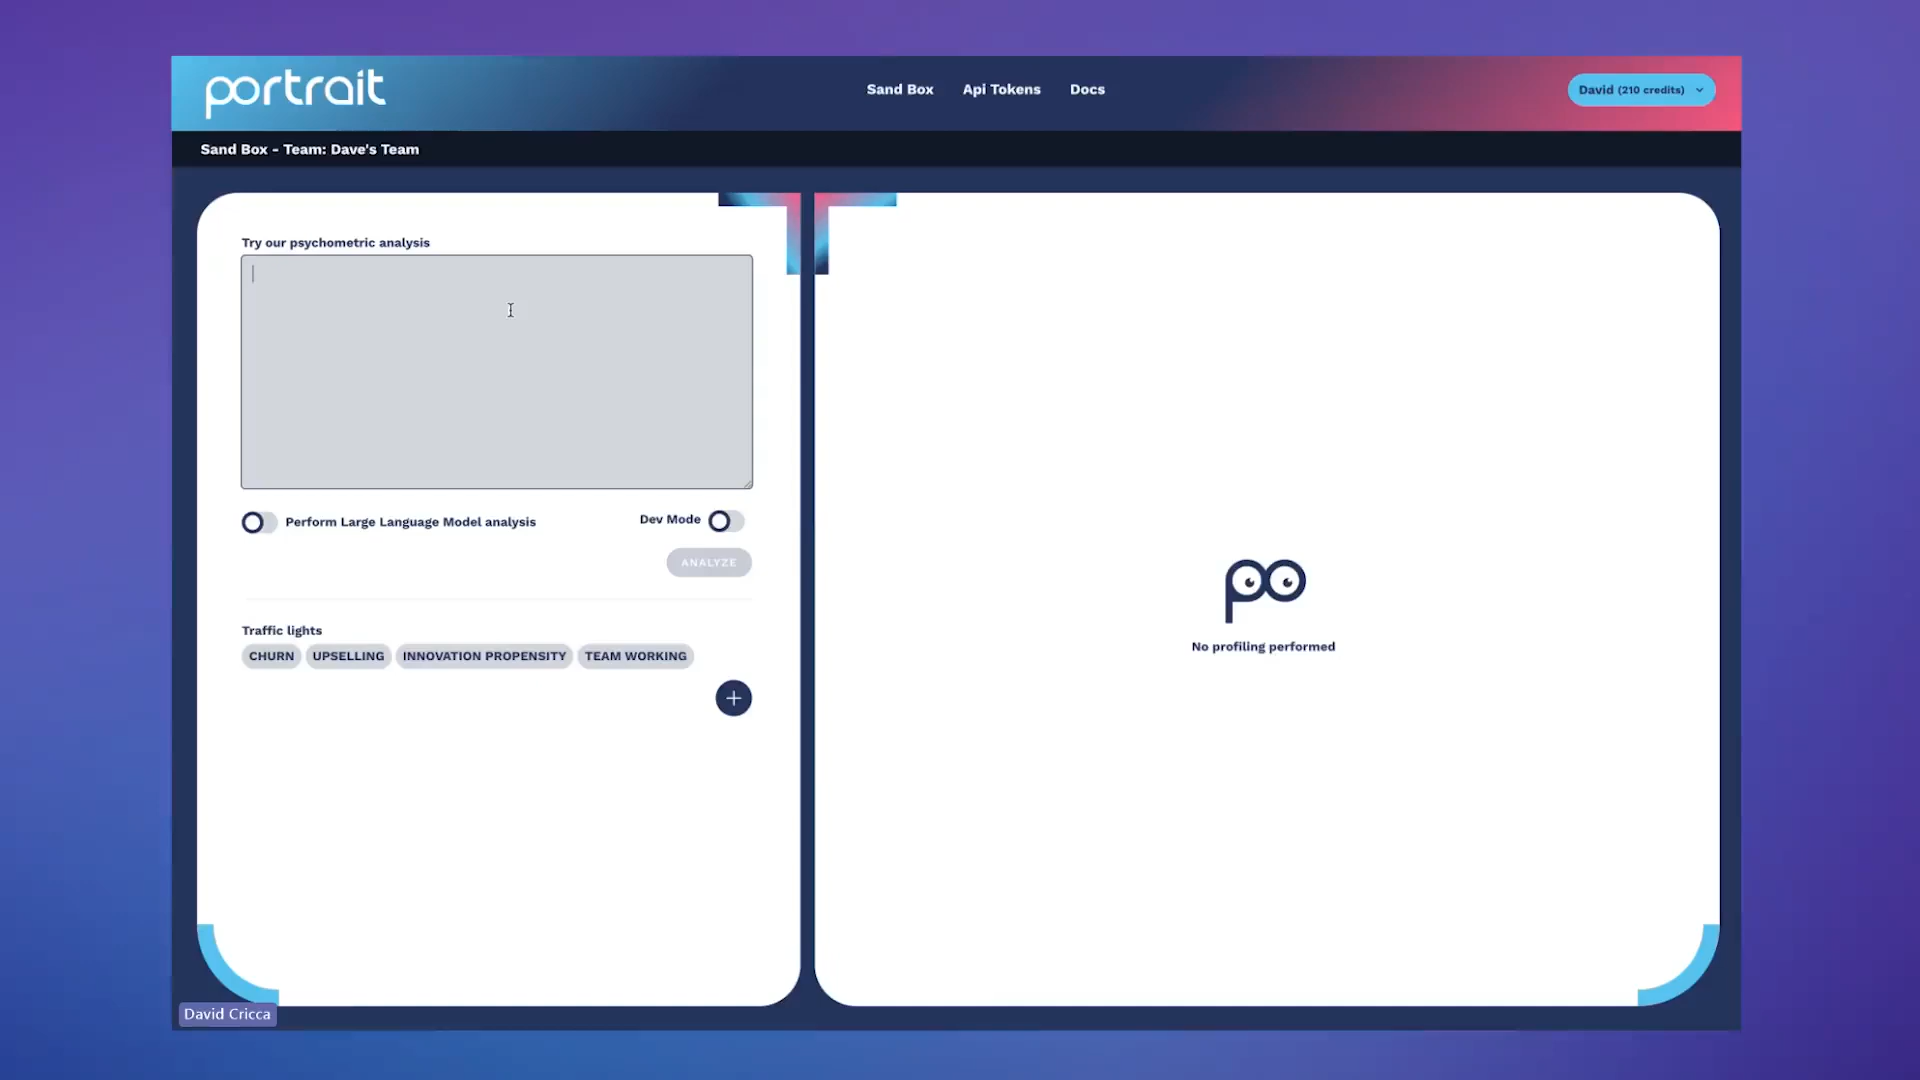 portrait
Sand Box
Api Tokens
Docs
David (210 credits)
Sand Box - Team: Dave's Team
Try our psychometric analysis
Perform Large Language Model analysis
Dev Mode
ANALYZE
Traffic lights
CHURN
UPSELLING
INNOVATION PROPENSITY
TEAM WORKING
po
No profiling performed
David Cricca